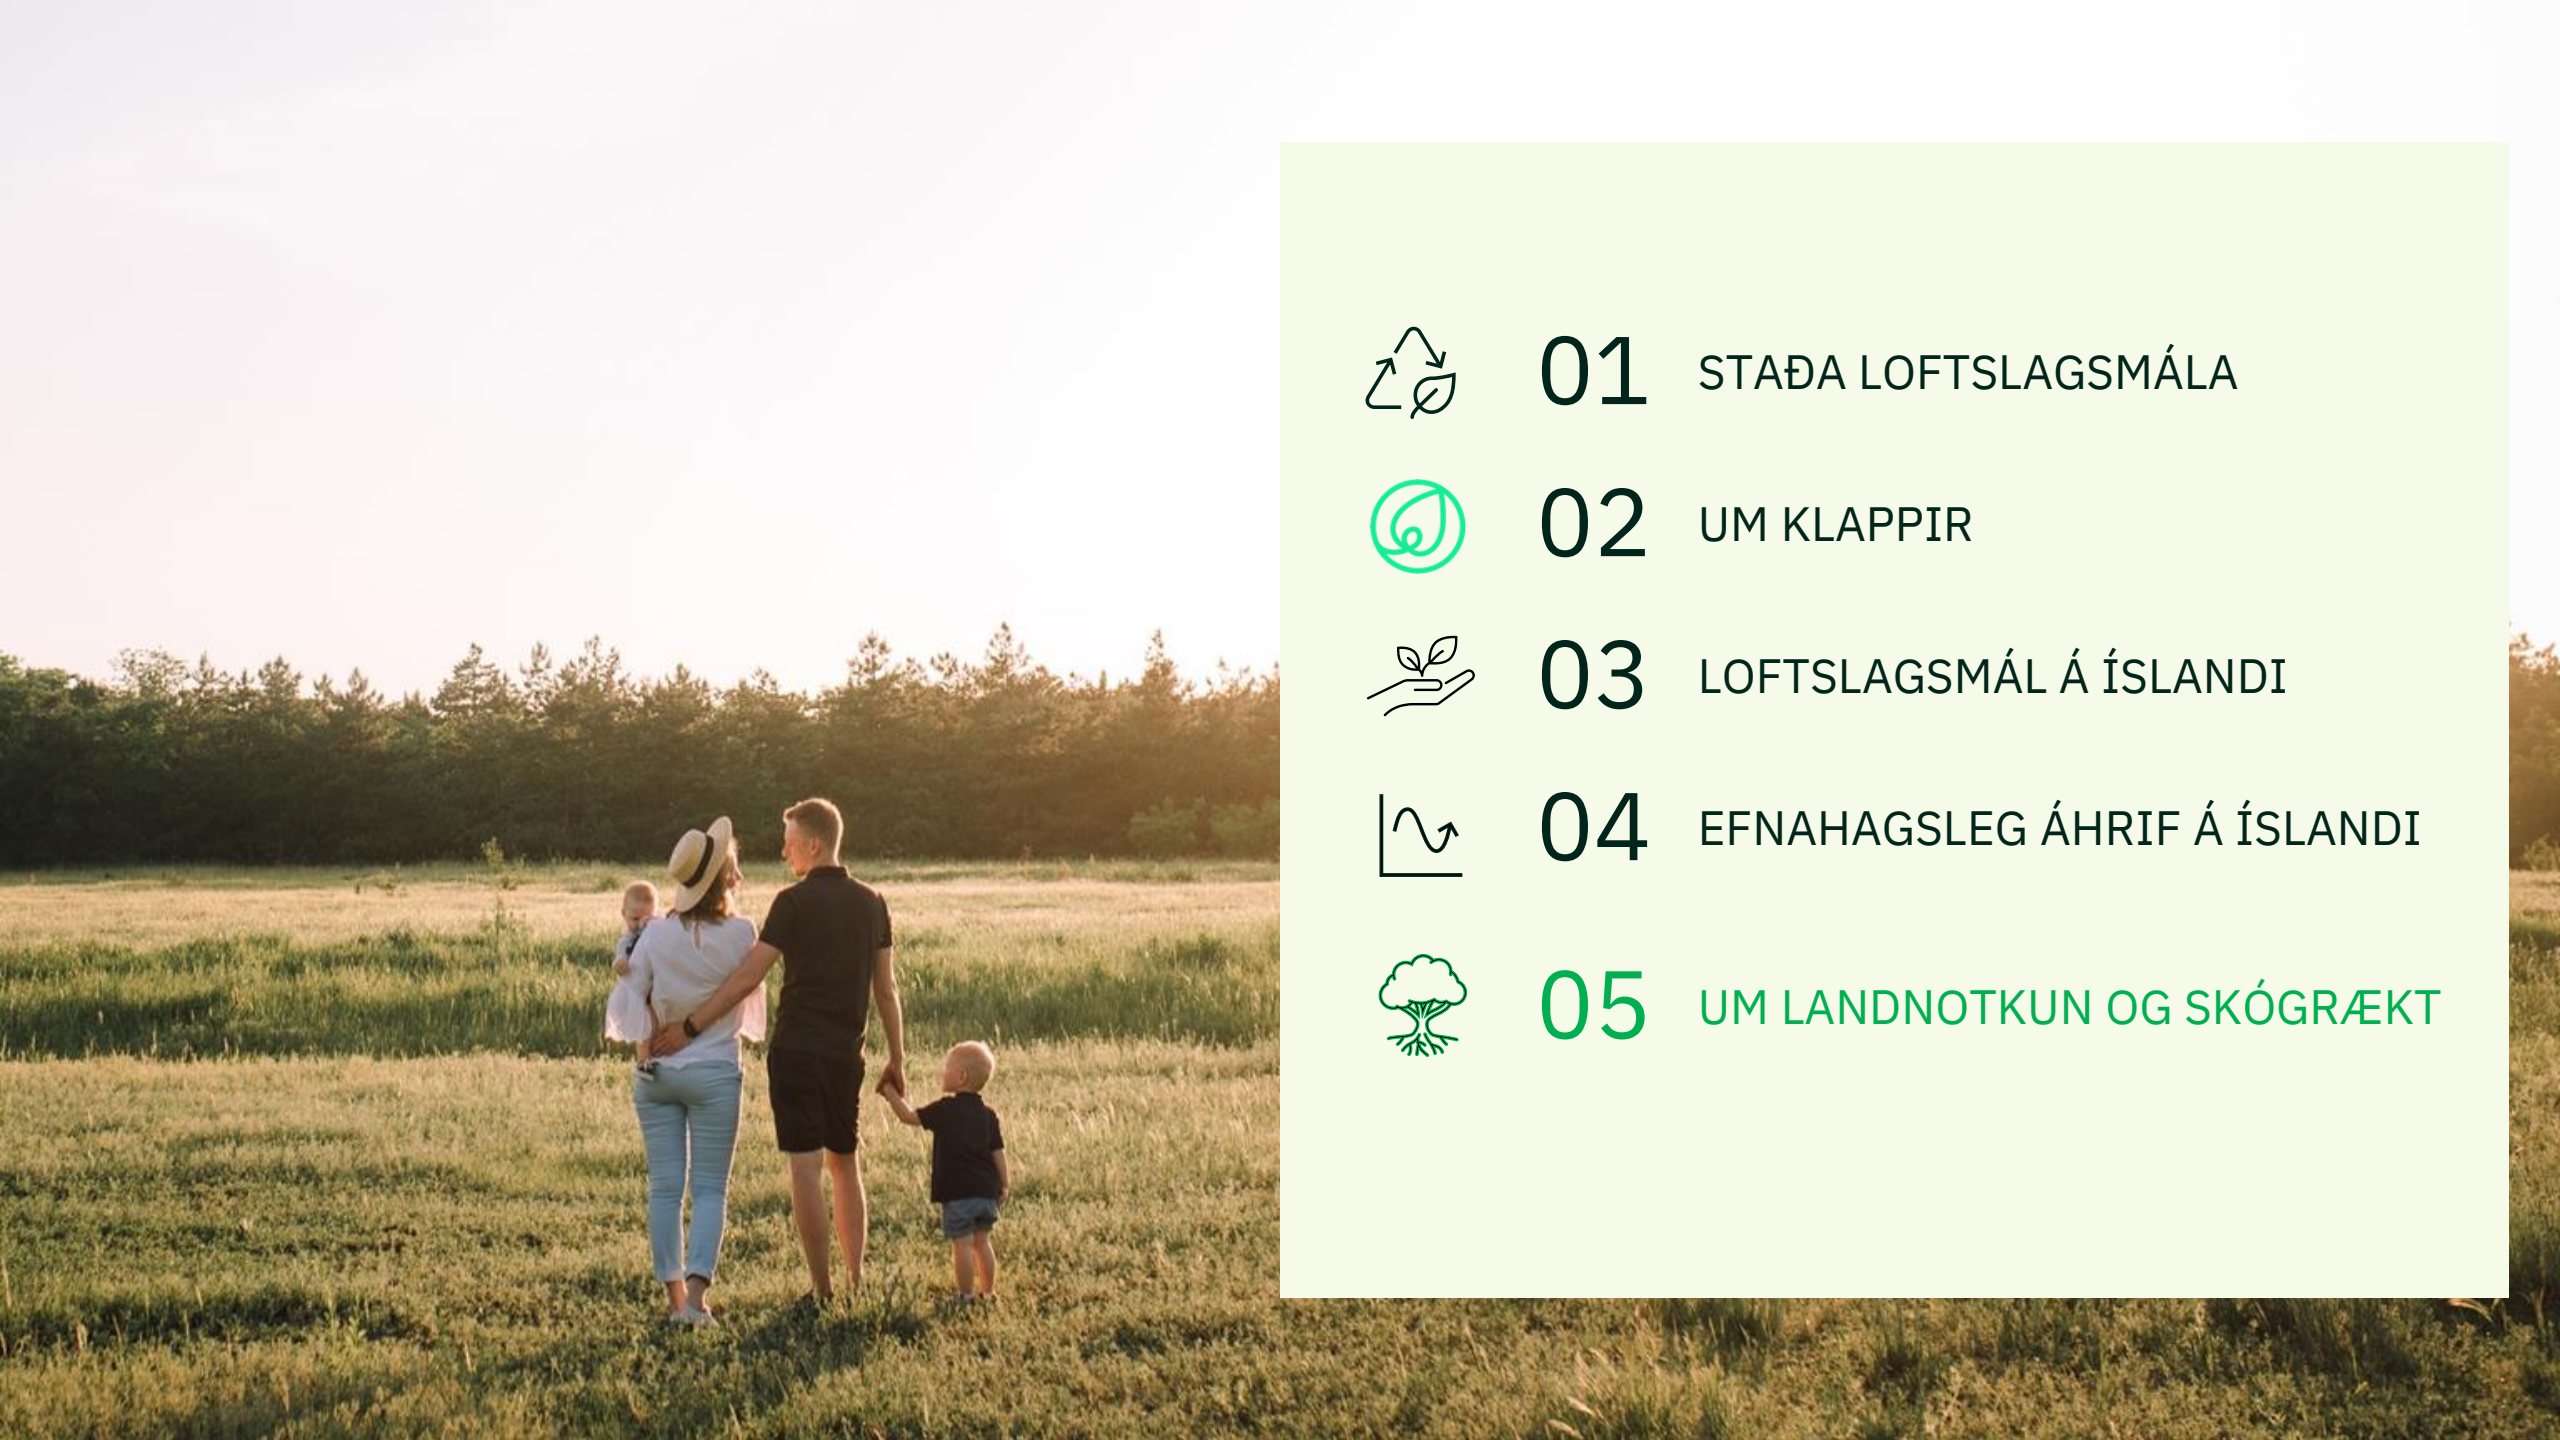 01 STAÐA LOFTSLAGSMÁLA
02 UM KLAPPIR
03 LOFTSLAGSMÁL Á ÍSLANDI
04 EFNAHAGSLEG ÁHRIF Á ÍSLANDI
05 UM LANDNOTKUN OG SKÓGRÆKT